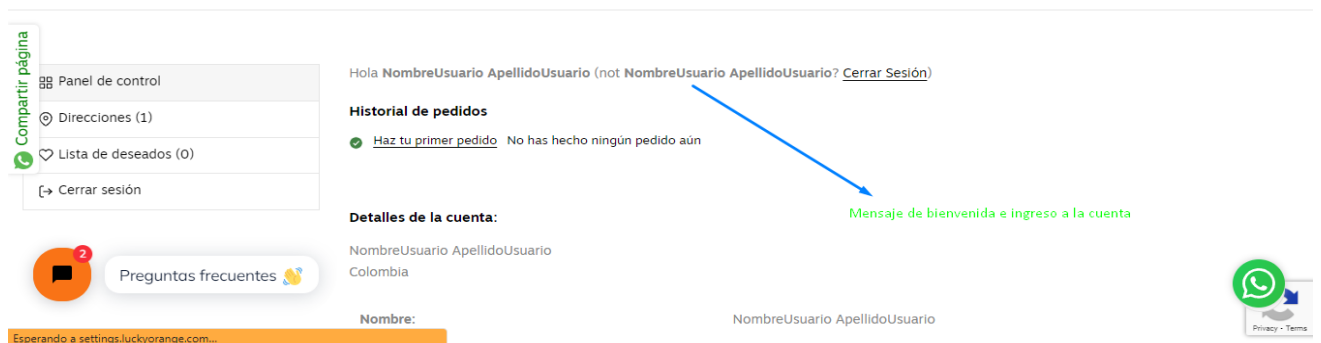 Compartir página
Panel de control
Direcciones (1)
Lista de deseados (0)
Cerrar sesión
Hola NombreUsuario ApellidoUsuario (not NombreUsuario ApellidoUsuario? Cerrar Sesión)
Historial de pedidos
Haz tu primer pedido No has hecho ningún pedido aún
Mensaje de bienvenida e ingreso a la cuenta
Detalles de la cuenta:
NombreUsuario ApellidoUsuario
Colombia
Nombre: NombreUsuario ApellidoUsuario
2
Preguntas frecuentes
Privacy - Terms
Esperando a settings.luckyorange.com...